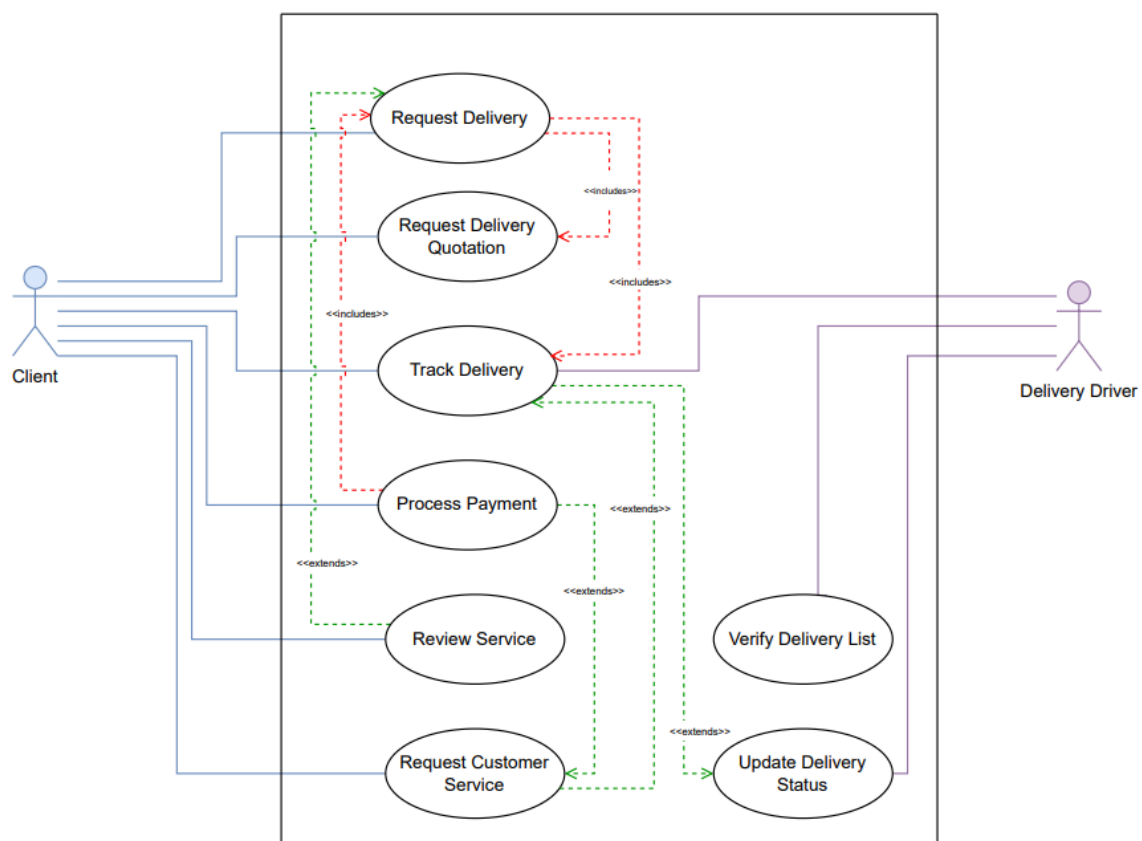 Request Delivery
<<includes>>
Request Delivery
Quotation
<<includes>>
<<includes>>
Client
Track Delivery
Delivery Driver
Process Payment
<<extends>>
<<extends>>
<<extends>>
Review Service
Verify Delivery List
<<extends>>
Request Customer
Service
Update Delivery
Status